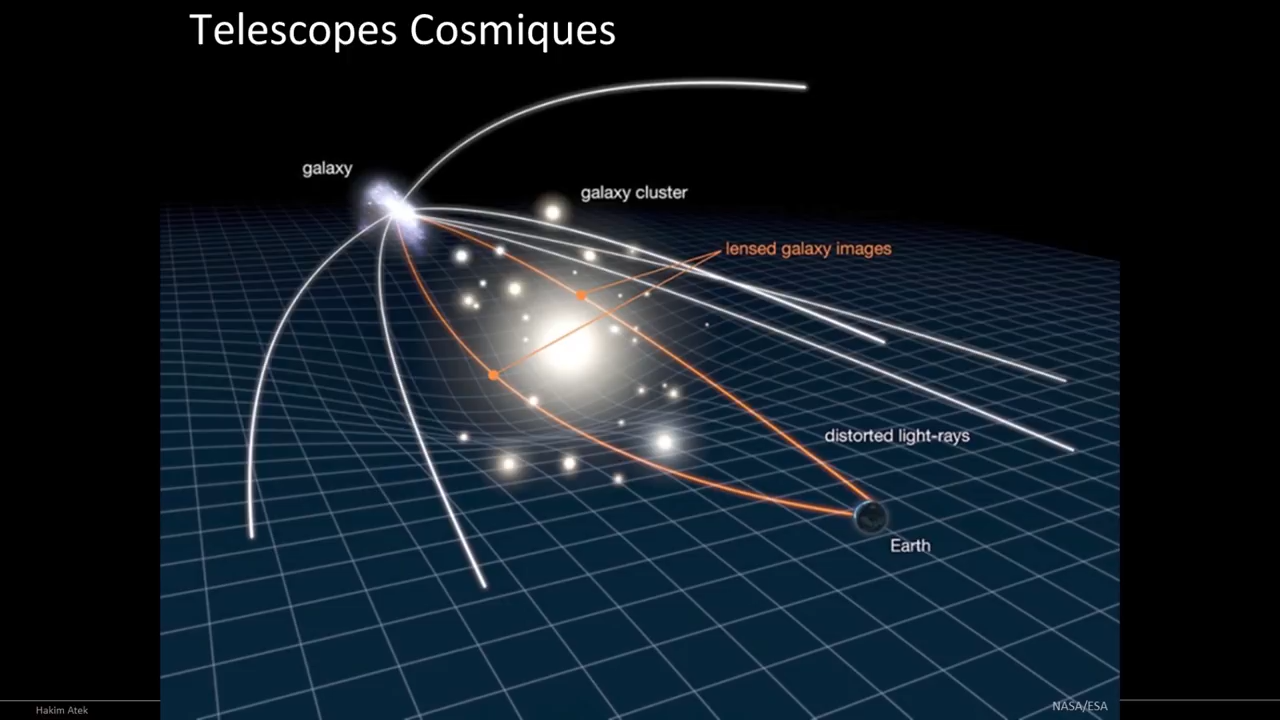 Telescopes Cosmiques
galaxy
galaxy cluster
lensed galaxy images
distorted light-rays
Earth
Hakim Atek
NASA/ESA